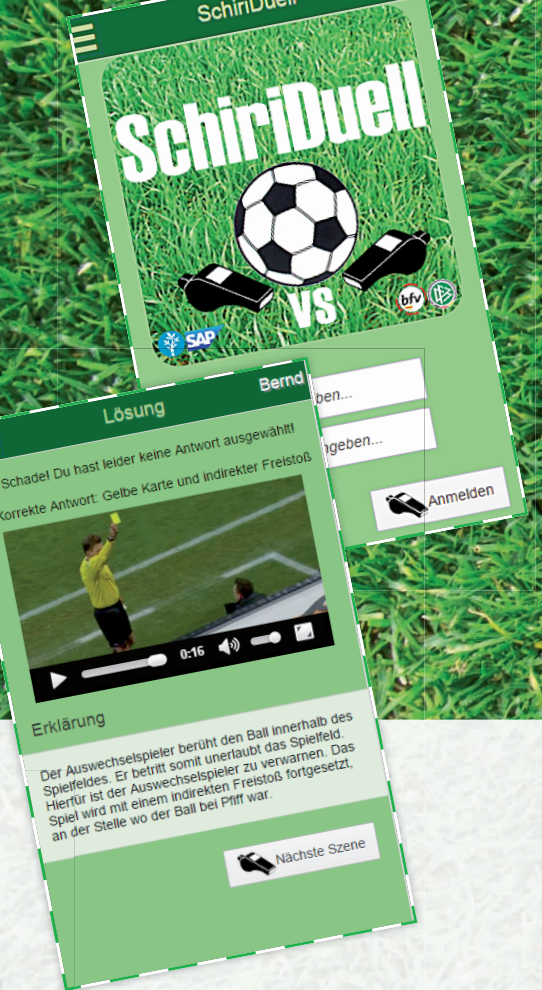 SchiriDuell
SchiriDuell
VS
SAP
bfv
ben...
ngeben...
Anmelden
Lösung
Bernd
Schade! Du hast leider keine Antwort ausgewählt!
Korrekte Antwort: Gelbe Karte und indirekter Freistoß
0:16
Erklärung
Der Auswechselspieler berüht den Ball innerhalb des
Spielfeldes. Er betritt somit unerlaubt das Spielfeld.
Hierfür ist der Auswechselspieler zu verwarnen. Das
Spiel wird mit einem indirekten Freistoß fortgesetzt,
an der Stelle wo der Ball bei Pfiff war.
Nächste Szene